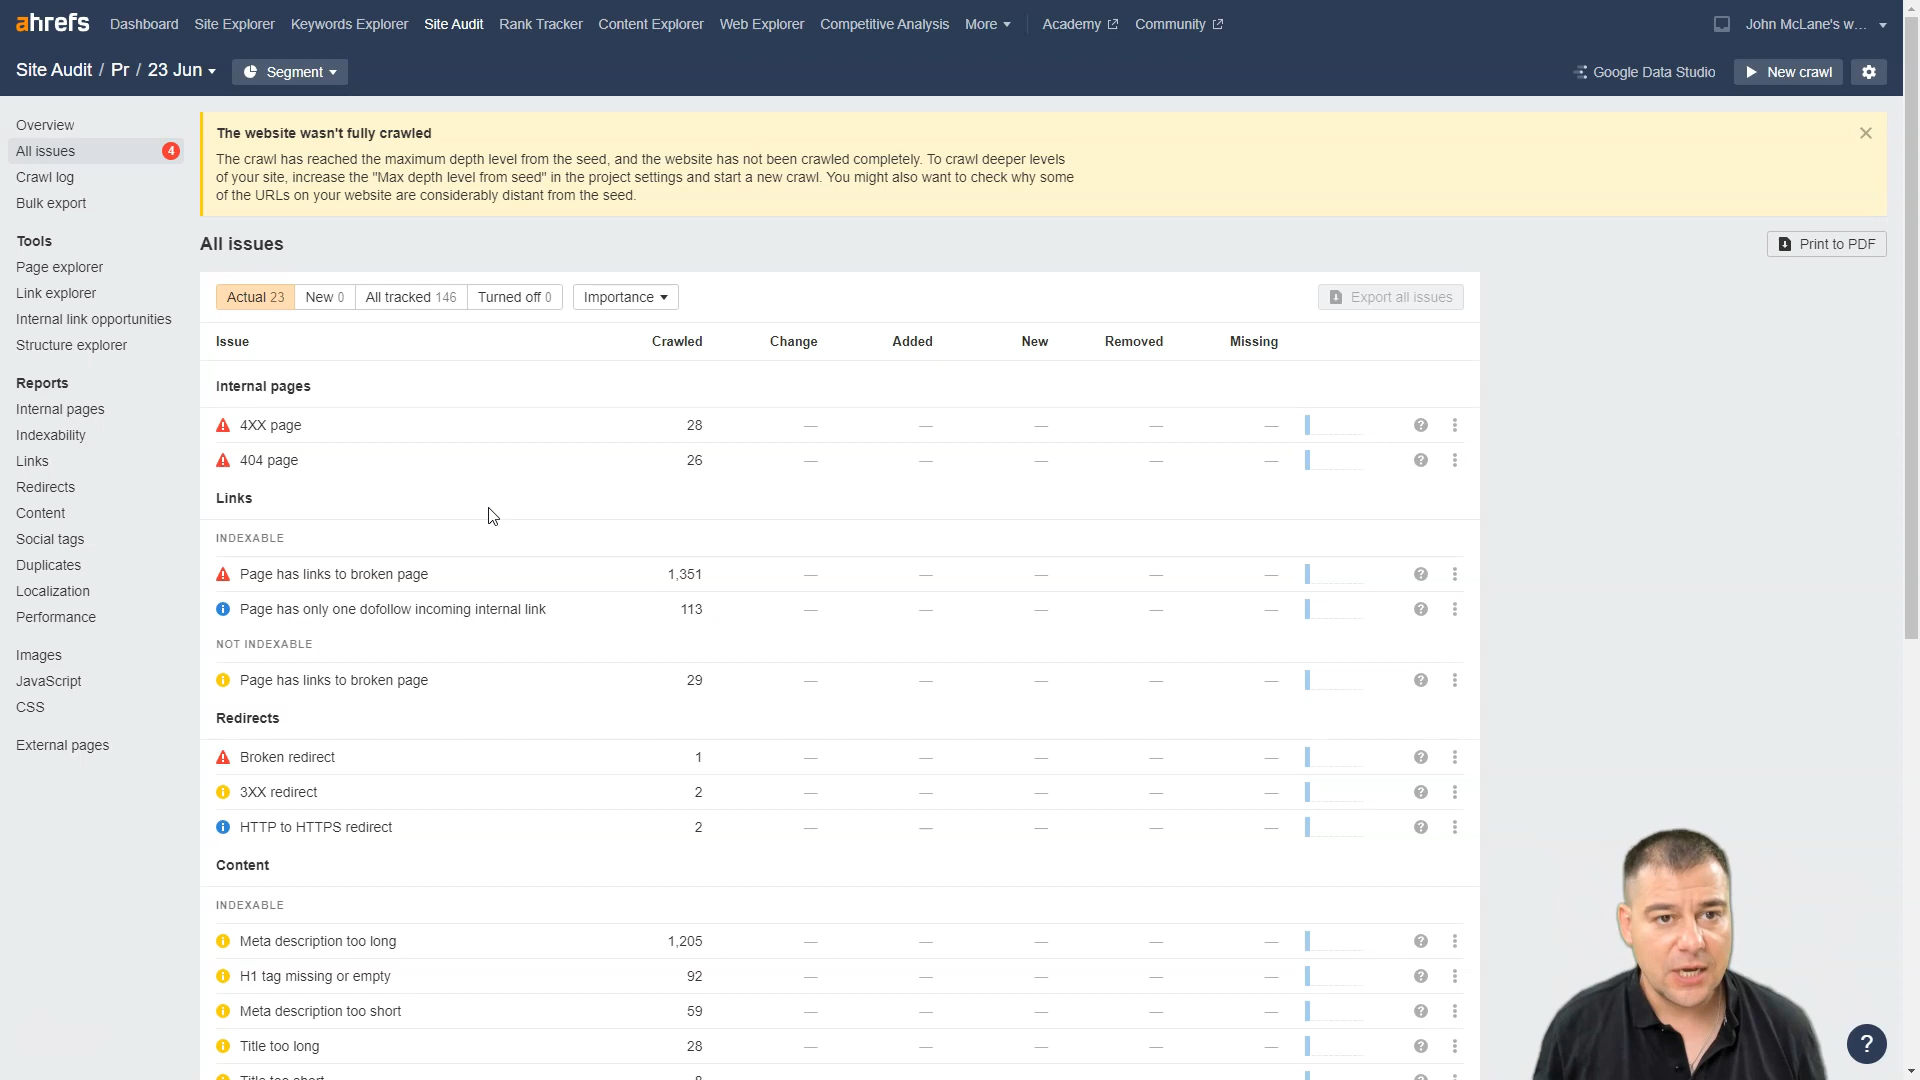 ahrefs Dashboard Site Explorer Keywords Explorer Site Audit Rank Tracker Content Explorer Web Explorer Competitive Analysis More Academy Community John McLane's w...
Site Audit / Pr / 23 Jun Segment Google Data Studio New crawl
Overview
All issues 4
Crawl log
Bulk export
Tools
Page explorer
Link explorer
Internal link opportunities
Structure explorer
Reports
Internal pages
Indexability
Links
Redirects
Content
Social tags
Duplicates
Localization
Performance
Images
JavaScript
CSS
External pages
The website wasn't fully crawled
The crawl has reached the maximum depth level from the seed, and the website has not been crawled completely. To crawl deeper levels
of your site, increase the "Max depth level from seed" in the project settings and start a new crawl. You might also want to check why some
of the URLs on your website are considerably distant from the seed.
All issues Print to PDF
Actual 23 New 0 All tracked 146 Turned off 0 Importance Export all issues
Issue Crawled Change Added New Removed Missing
Internal pages
4XX page 28 — — — — — ?
404 page 26 — — — — — ?
Links
INDEXABLE
Page has links to broken page 1,351 — — — — — ?
Page has only one dofollow incoming internal link 113 — — — — — ?
NOT INDEXABLE
Page has links to broken page 29 — — — — — ?
Redirects
Broken redirect 1 — — — — — ?
3XX redirect 2 — — — — — ?
HTTP to HTTPS redirect 2 — — — — — ?
Content
INDEXABLE
Meta description too long 1,205 — — — — — ?
H1 tag missing or empty 92 — — — — — ?
Meta description too short 59 — — — — — ?
Title too long 28 — — — — — ?
Title too short 8
?